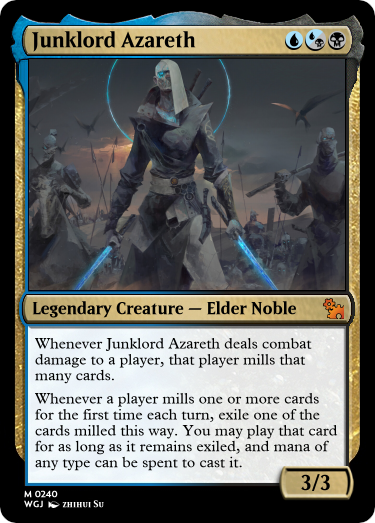 Junklord Azareth
Legendary Creature — Elder Noble
Whenever Junklord Azareth deals combat
damage to a player, that player mills that
many cards.
Whenever a player mills one or more cards
for the first time each turn, exile one of the
cards milled this way. You may play that card
for as long as it remains exiled, and mana of
any type can be spent to cast it.
3/3
M 0240
WGJ ZHIHUI SU